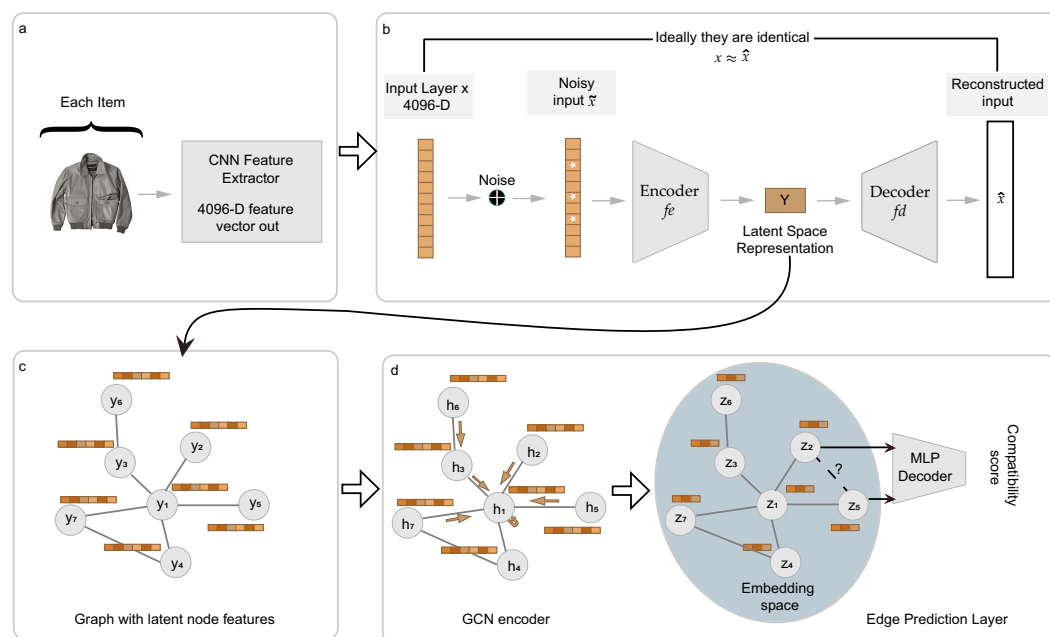 a
Each Item
CNN Feature
Extractor
4096-D feature
vector out
b
Ideally they are identical
x ≈ x̂
Input Layer x
4096-D
Noise
Noisy
input x̃
Encoder
fe
Y
Latent Space
Representation
Decoder
fd
Reconstructed
input
x̂
c
y₆
y₂
y₃
y₁
y₅
y₇
y₄
Graph with latent node features
d
h₆
h₂
h₃
h₁
h₅
h₇
h₄
GCN encoder
z₆
z₂
z₃
?
z₁
z₅
z₇
z₄
Embedding
space
MLP
Decoder
Compatibility
score
Edge Prediction Layer